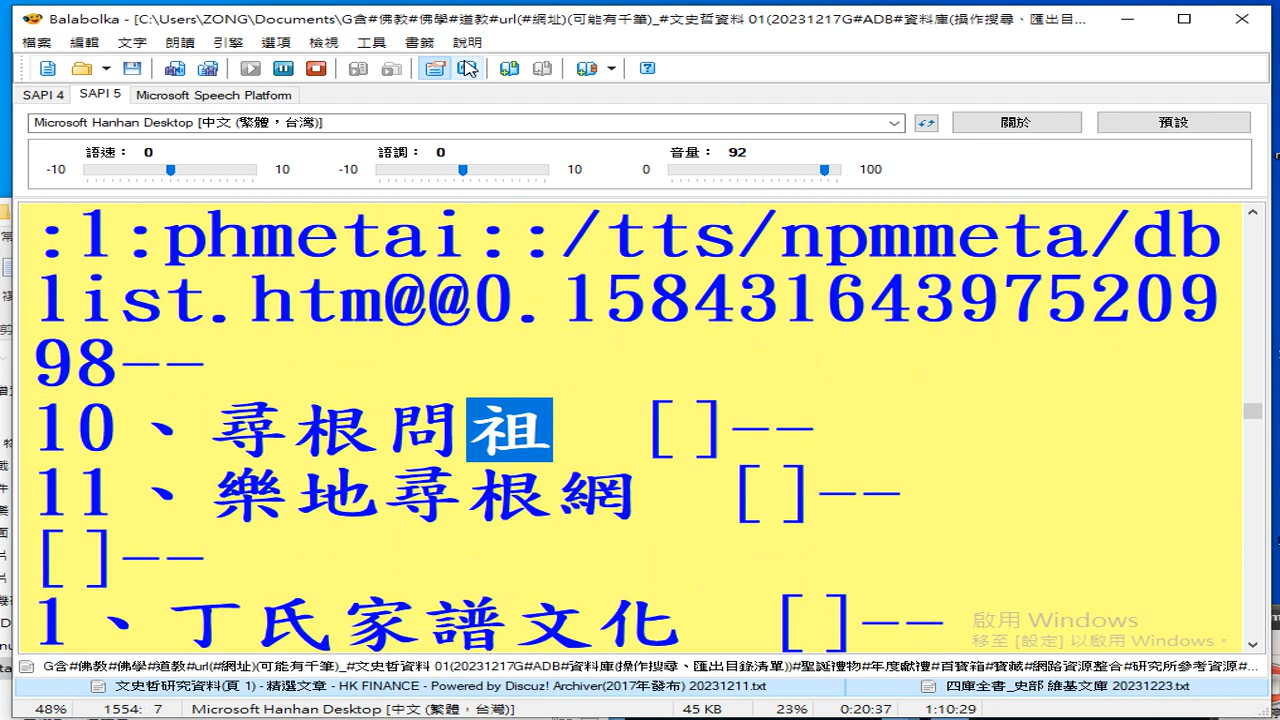 Balabolka - [C:\Users\ZONG\Documents\G含#佛教#佛學#道教#url(#網址)(可能有千筆)_#文史哲資料 01(20231217G#ADB#資料庫(操作搜尋、匯出目...
檔案 編輯 文字 朗讀 引擎 選項 檢視 工具 書籤 說明
SAPI 4 SAPI 5 Microsoft Speech Platform
Microsoft Hanhan Desktop [中文 (繁體，台灣)] 關於 預設
語速： 0 語調： 0 音量： 92
-10 10 -10 10 0 100
:1:phmetai::/tts/npmmeta/db
list.htm@@0.158431643975209
98--
10、尋根問祖 []--
11、樂地尋根網 []--
[]--
1、丁氏家譜文化 []--
啟用 Windows
移至 [設定] 以啟用 Windows。
G含#佛教#佛學#道教#url(#網址)(可能有千筆)_#文史哲資料 01(20231217G#ADB#資料庫(操作搜尋、匯出目錄清單))#聖誕禮物#年度獻禮#百寶箱#寶藏#網路資源整合#研究所參考資源#...
文史哲研究資料(頁 1) - 精選文章 - HK FINANCE - Powered by Discuz! Archiver(2017年發布) 20231211.txt 四庫全書_史部 維基文庫 20231223.txt
48% 1554: 7 Microsoft Hanhan Desktop [中文 (繁體，台灣)] 45 KB 23% 0:20:37 1:10:29